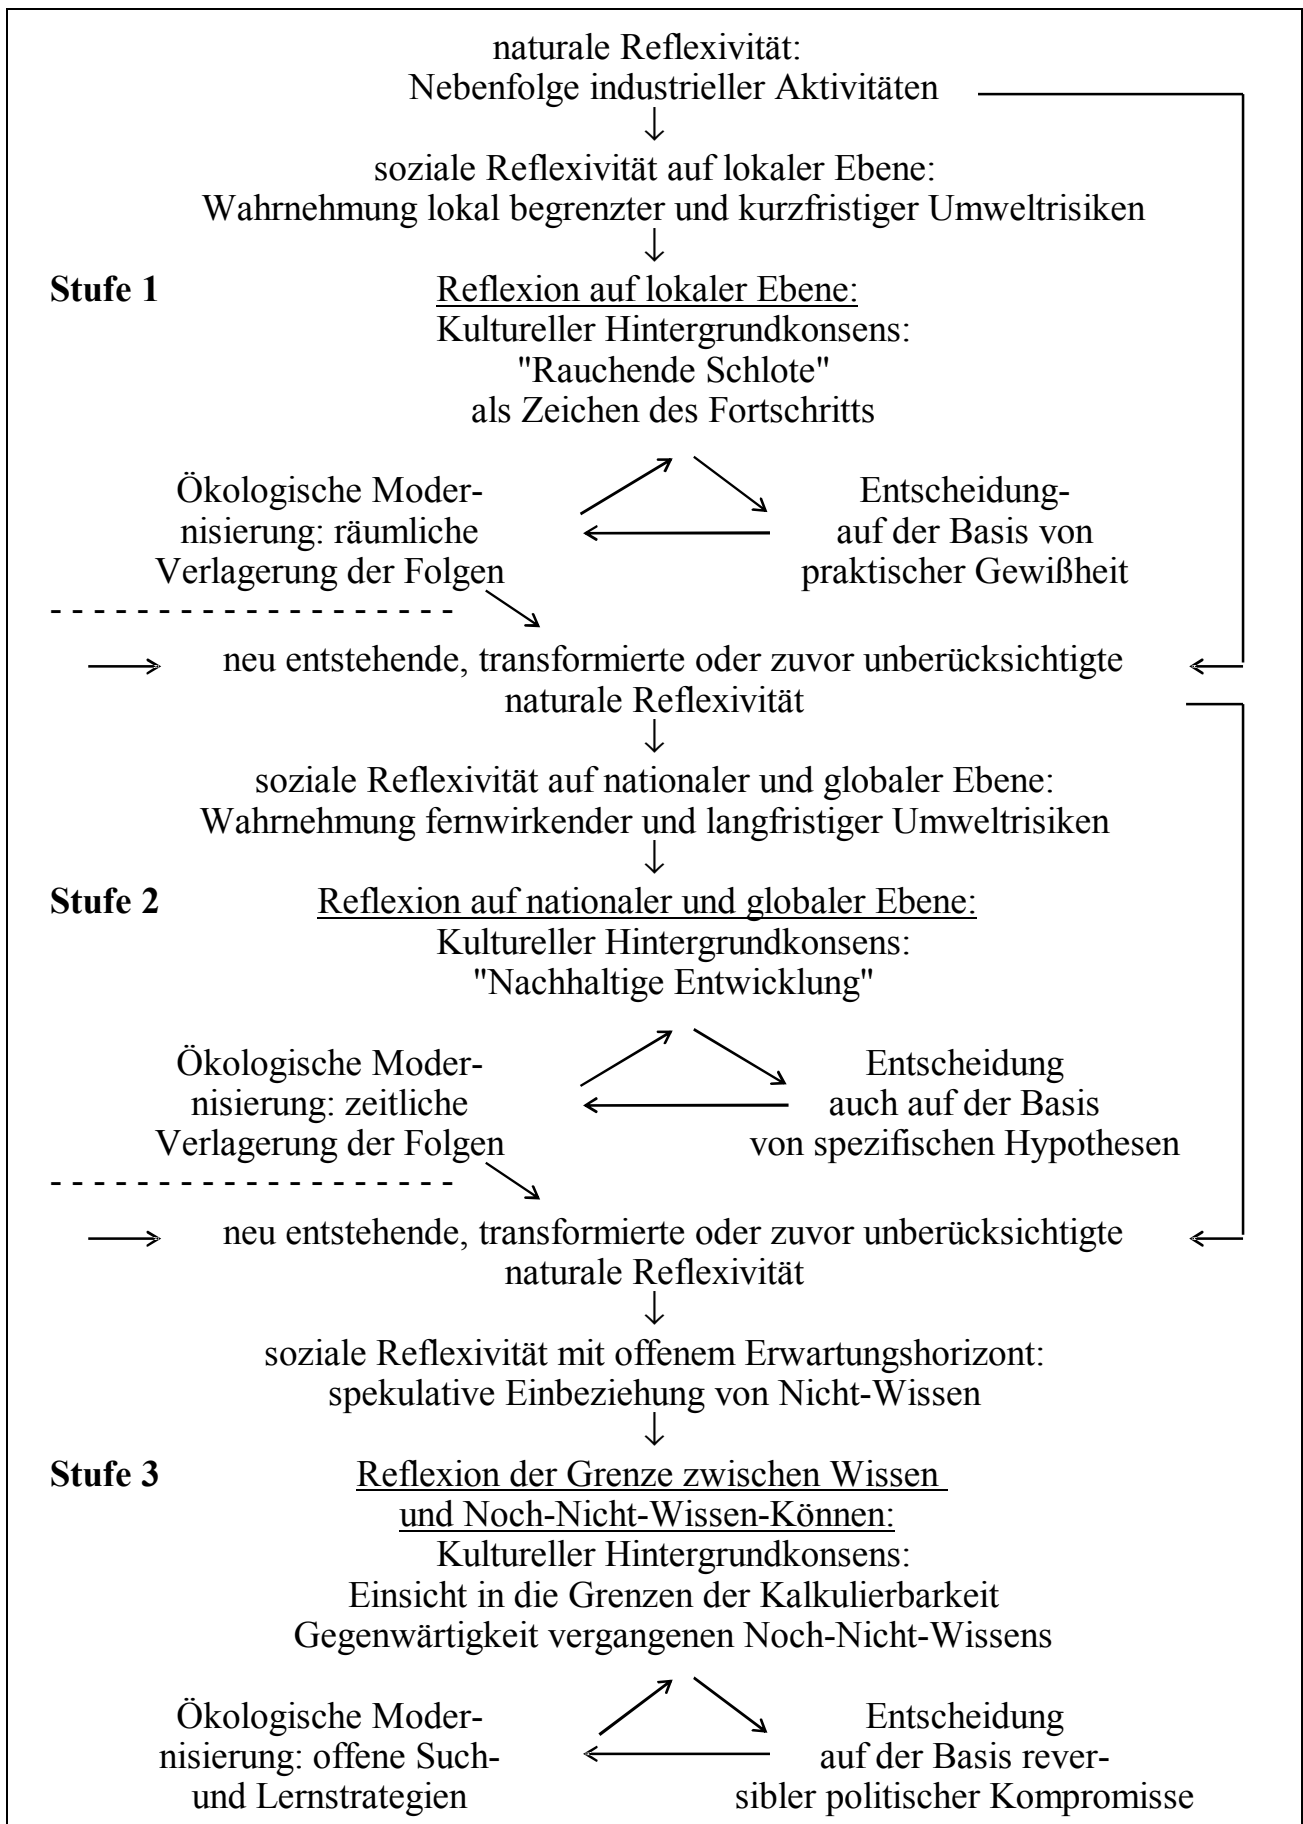 naturale Reflexivität:
Nebenfolge industrieller Aktivitäten
soziale Reflexivität auf lokaler Ebene:
Wahrnehmung lokal begrenzter und kurzfristiger Umweltrisiken
Stufe 1 Reflexion auf lokaler Ebene:
Kultureller Hintergrundkonsens:
"Rauchende Schlote"
als Zeichen des Fortschritts
Ökologische Moder-
nisierung: räumliche
Verlagerung der Folgen
Entscheidung-
auf der Basis von
praktischer Gewißheit
neu entstehende, transformierte oder zuvor unberücksichtigte
naturale Reflexivität
soziale Reflexivität auf nationaler und globaler Ebene:
Wahrnehmung fernwirkender und langfristiger Umweltrisiken
Stufe 2 Reflexion auf nationaler und globaler Ebene:
Kultureller Hintergrundkonsens:
"Nachhaltige Entwicklung"
Ökologische Moder-
nisierung: zeitliche
Verlagerung der Folgen
Entscheidung
auch auf der Basis
von spezifischen Hypothesen
neu entstehende, transformierte oder zuvor unberücksichtigte
naturale Reflexivität
soziale Reflexivität mit offenem Erwartungshorizont:
spekulative Einbeziehung von Nicht-Wissen
Stufe 3 Reflexion der Grenze zwischen Wissen
und Noch-Nicht-Wissen-Können:
Kultureller Hintergrundkonsens:
Einsicht in die Grenzen der Kalkulierbarkeit
Gegenwärtigkeit vergangenen Noch-Nicht-Wissens
Ökologische Moder-
nisierung: offene Such-
und Lernstrategien
Entscheidung
auf der Basis rever-
sibler politischer Kompromisse